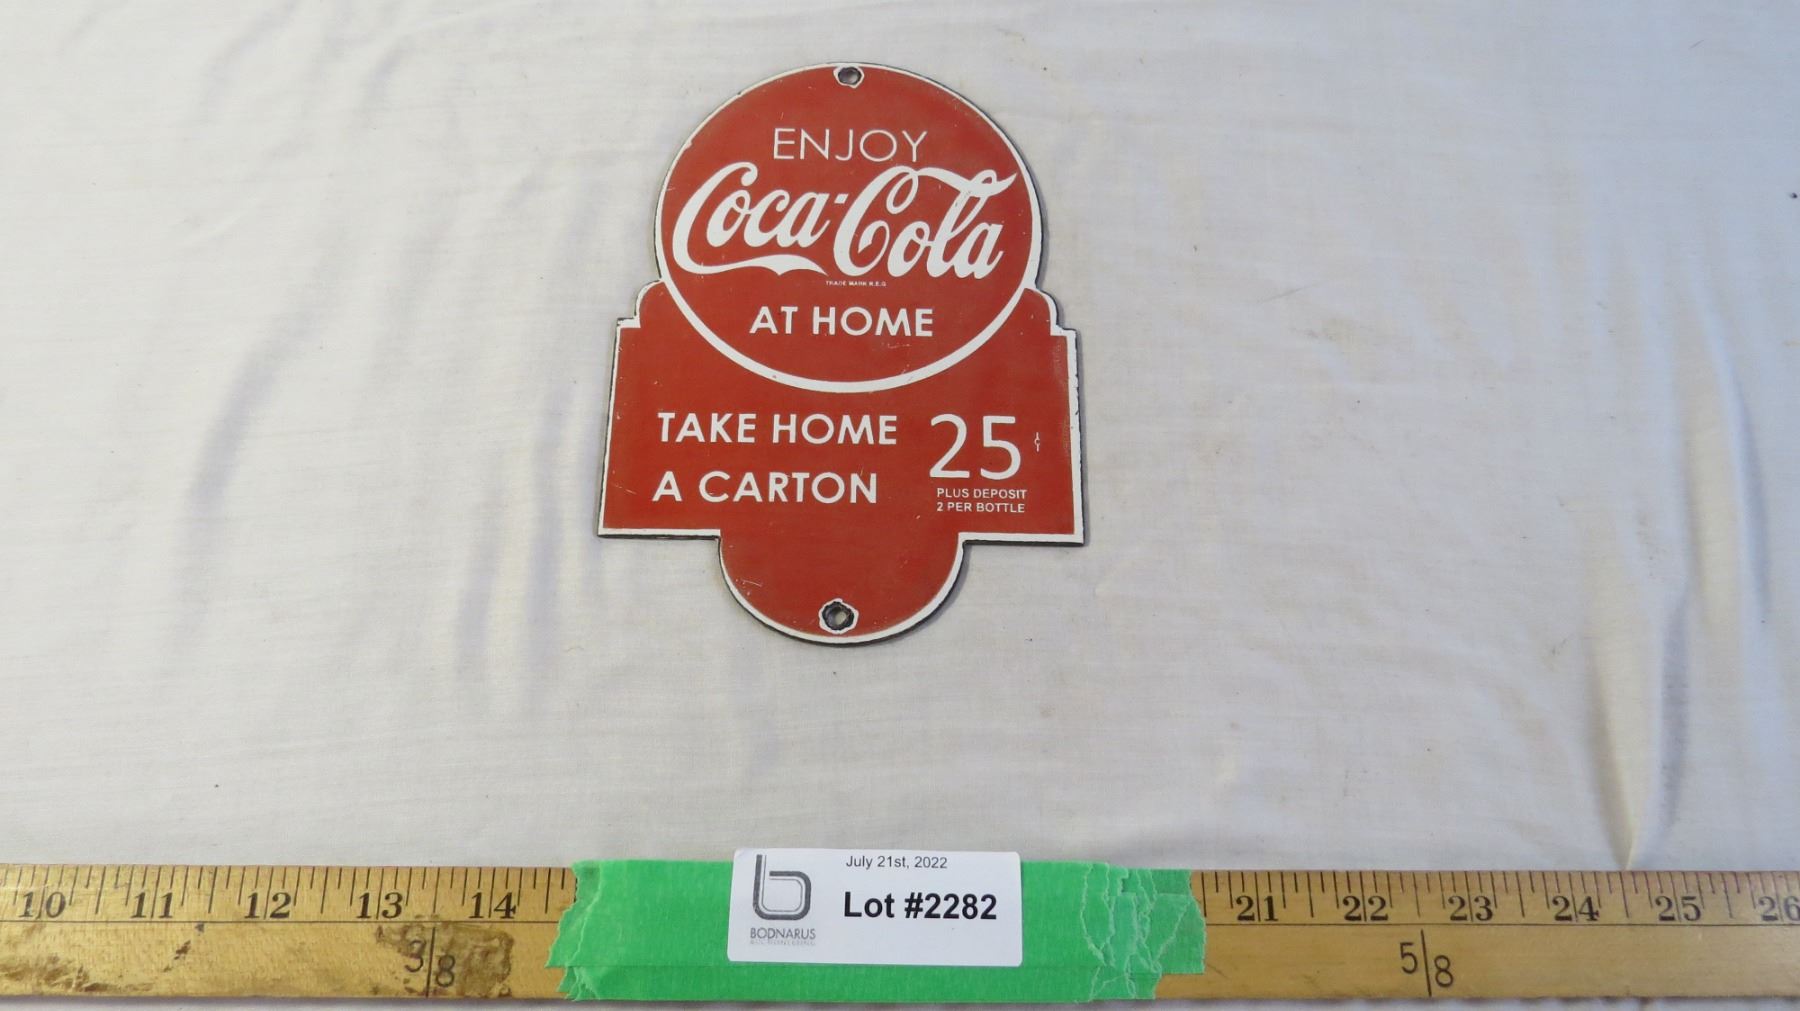 ENJOY
Coca-Cola
TRADE MARK R.E.G
AT HOME
TAKE HOME
A CARTON
25¢
PLUS DEPOSIT
2 PER BOTTLE
July 21st, 2022
Lot #2282
BODNARUS
AUCTIONEERING
10 11 12 13 14 21 22 23 24 25 26
3/8 5/8